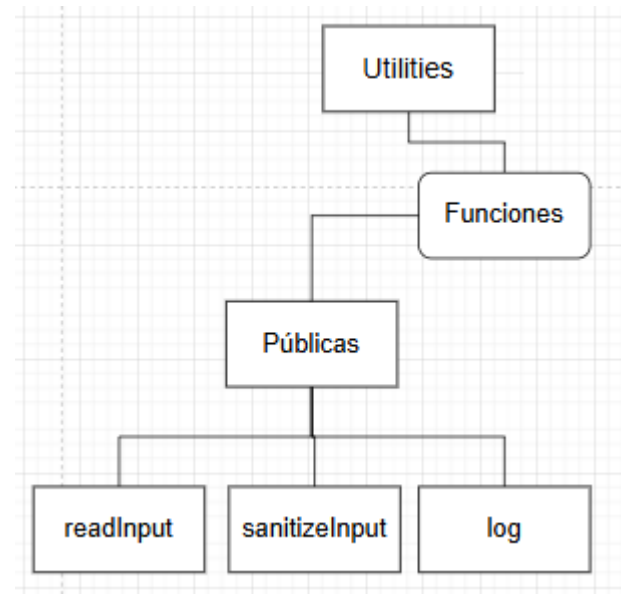 Utilities
Funciones
Públicas
readInput
sanitizeInput
log